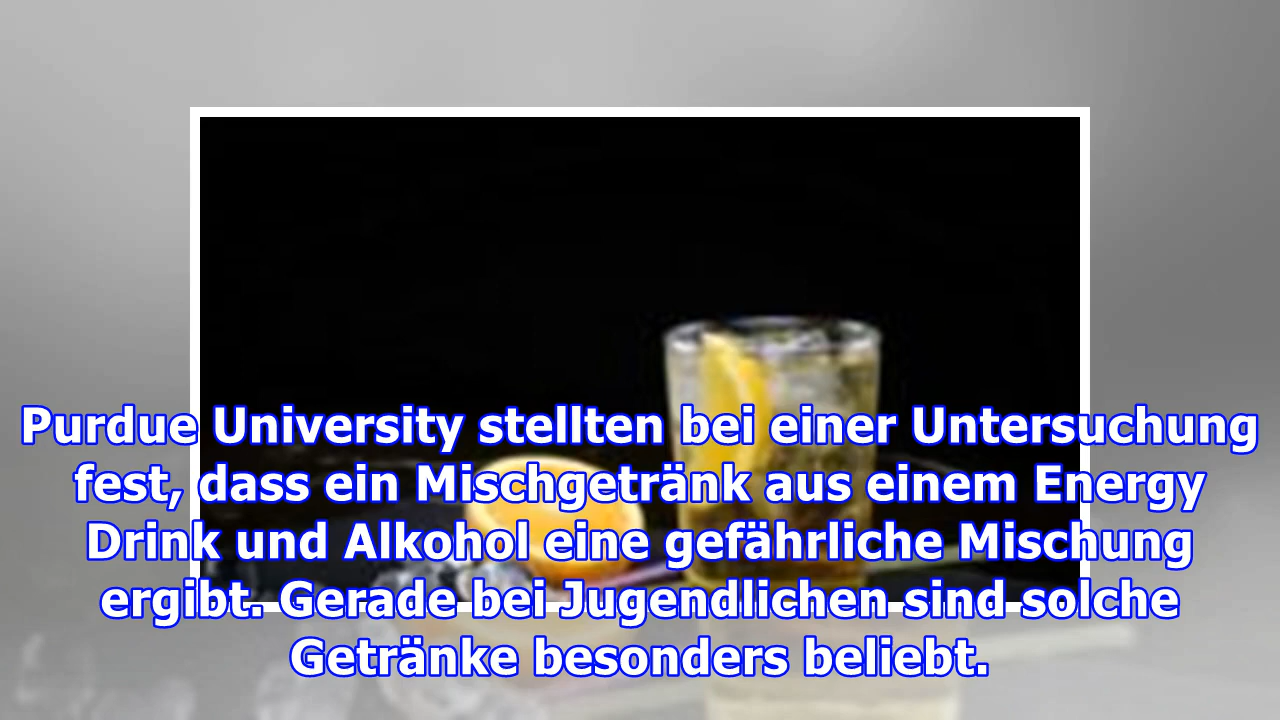 Purdue University stellten bei einer Untersuchung
fest, dass ein Mischgetränk aus einem Energy
Drink und Alkohol eine gefährliche Mischung
ergibt. Gerade bei Jugendlichen sind solche
Getränke besonders beliebt.